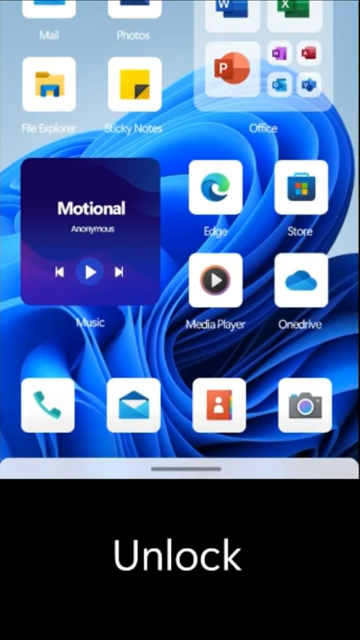 Mail
Photos
W
X
P
File Explorer
Sticky Notes
Office
Motional
Anonymous
Edge
Store
Music
Media Player
Onedrive
Unlock